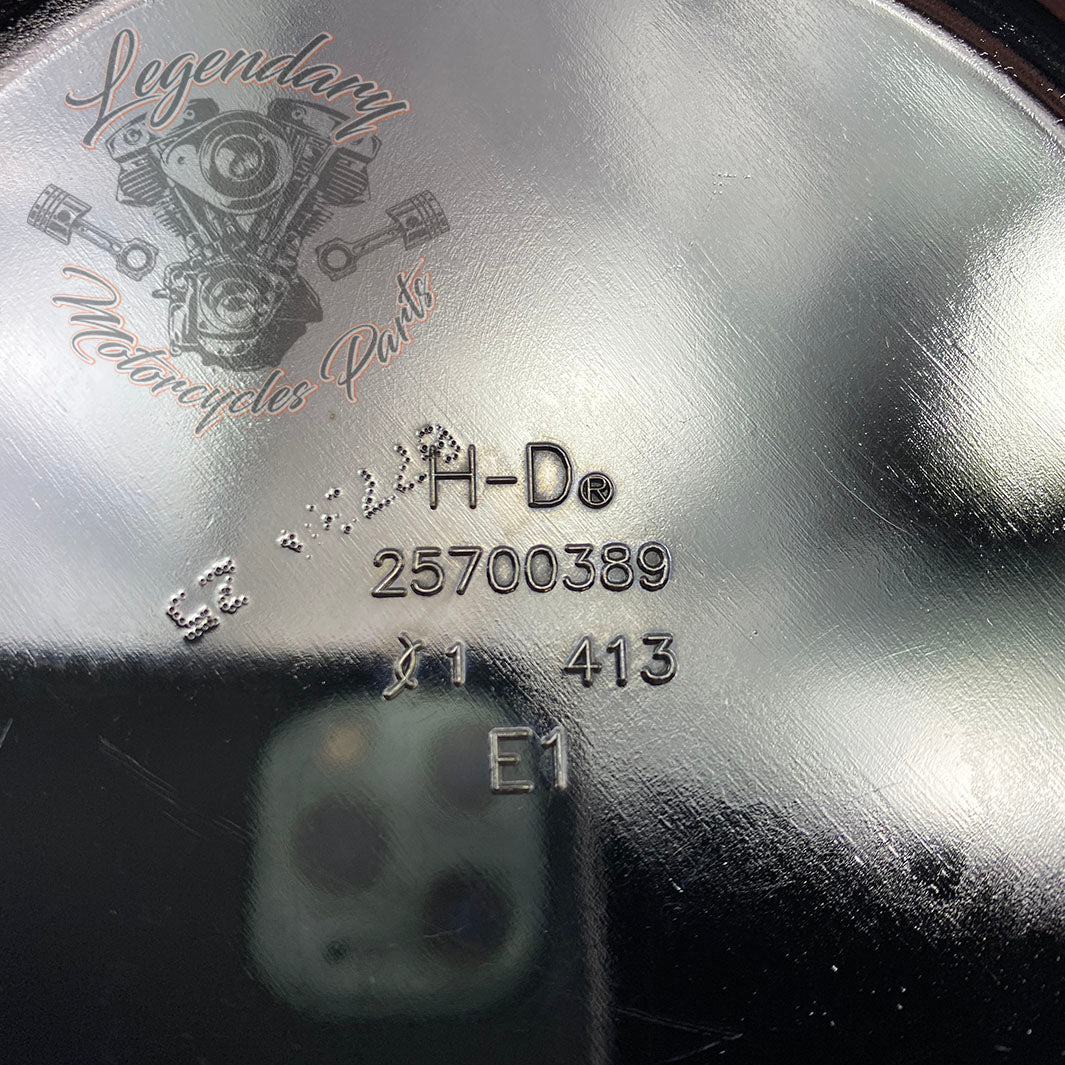 Legendary
Motorcycles Parts
H-D®
25700389
1 413
E1